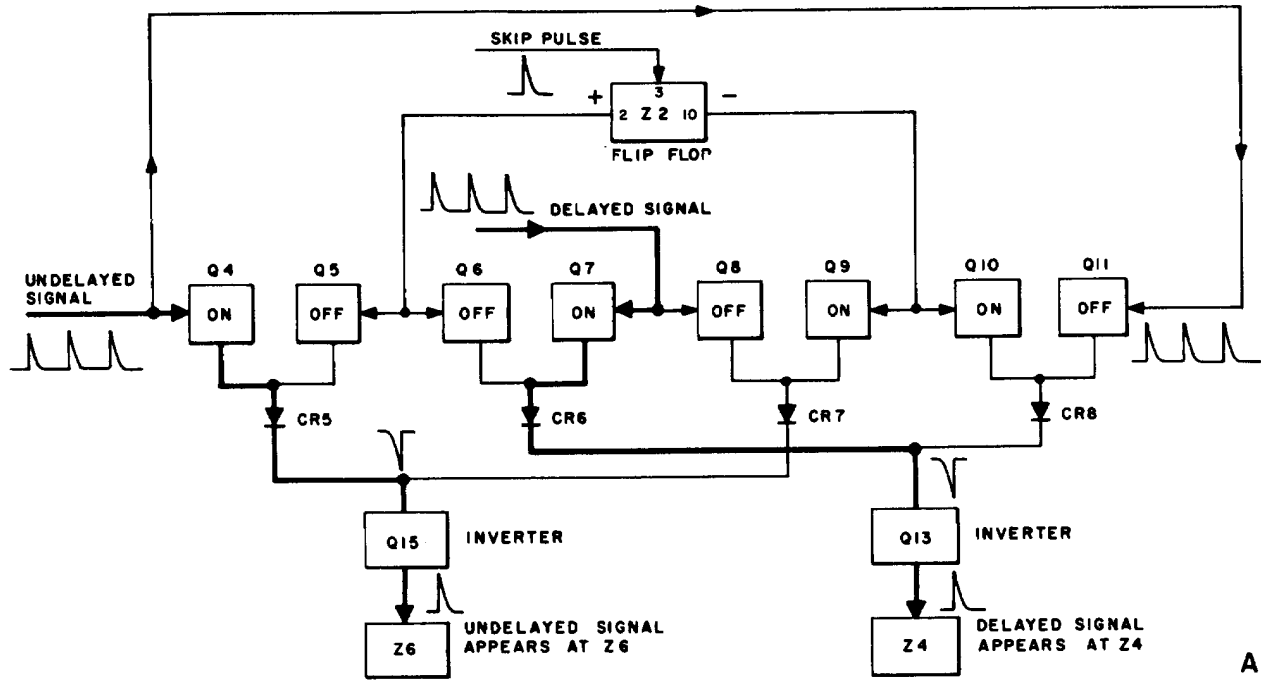 SKIP PULSE
3
+
2 Z2 10
−
FLIP FLOP
DELAYED SIGNAL
UNDELAYED
SIGNAL
Q4
Q5
Q6
Q7
Q8
Q9
Q10
Q11
ON
OFF
OFF
ON
OFF
ON
ON
OFF
CR5
CR6
CR7
CR8
Q15
INVERTER
Q13
INVERTER
Z6
UNDELAYED SIGNAL
APPEARS AT Z6
Z4
DELAYED SIGNAL
APPEARS AT Z4
A